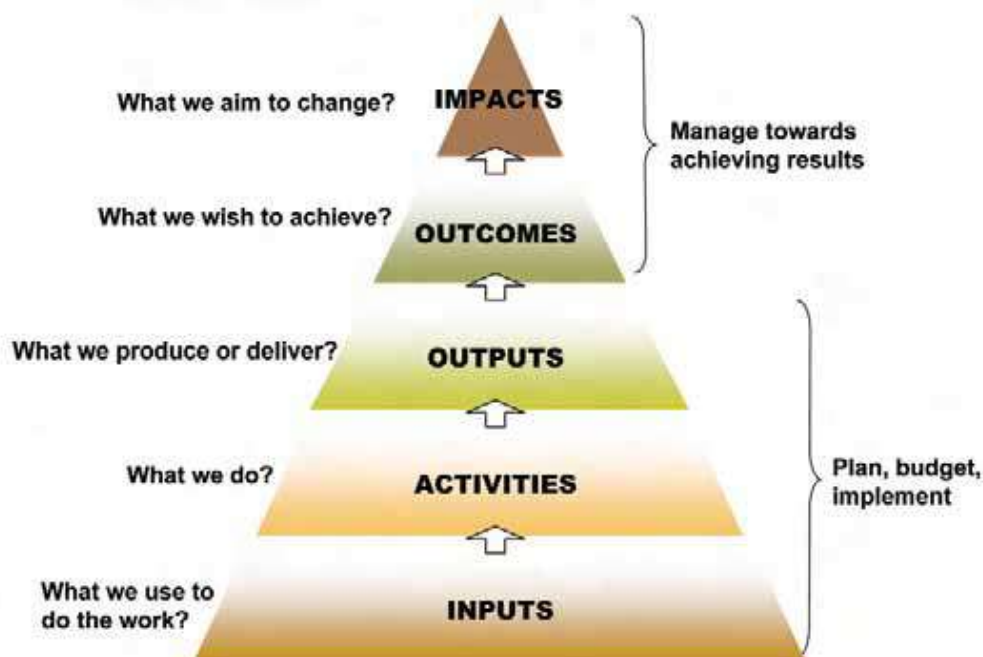 What we aim to change?
IMPACTS
Manage towards
achieving results
What we wish to achieve?
OUTCOMES
What we produce or deliver?
OUTPUTS
What we do?
ACTIVITIES
Plan, budget,
implement
What we use to
do the work?
INPUTS